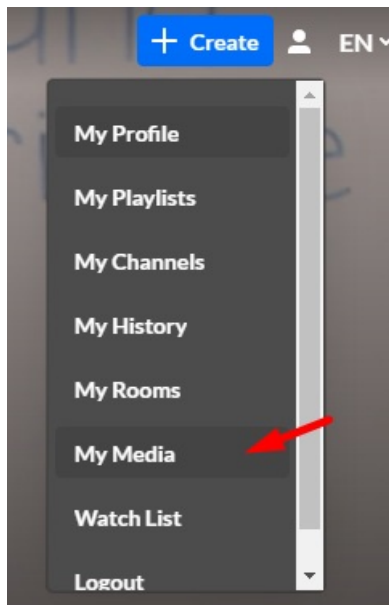 + Create EN
My Profile
My Playlists
My Channels
My History
My Rooms
My Media
Watch List
Logout